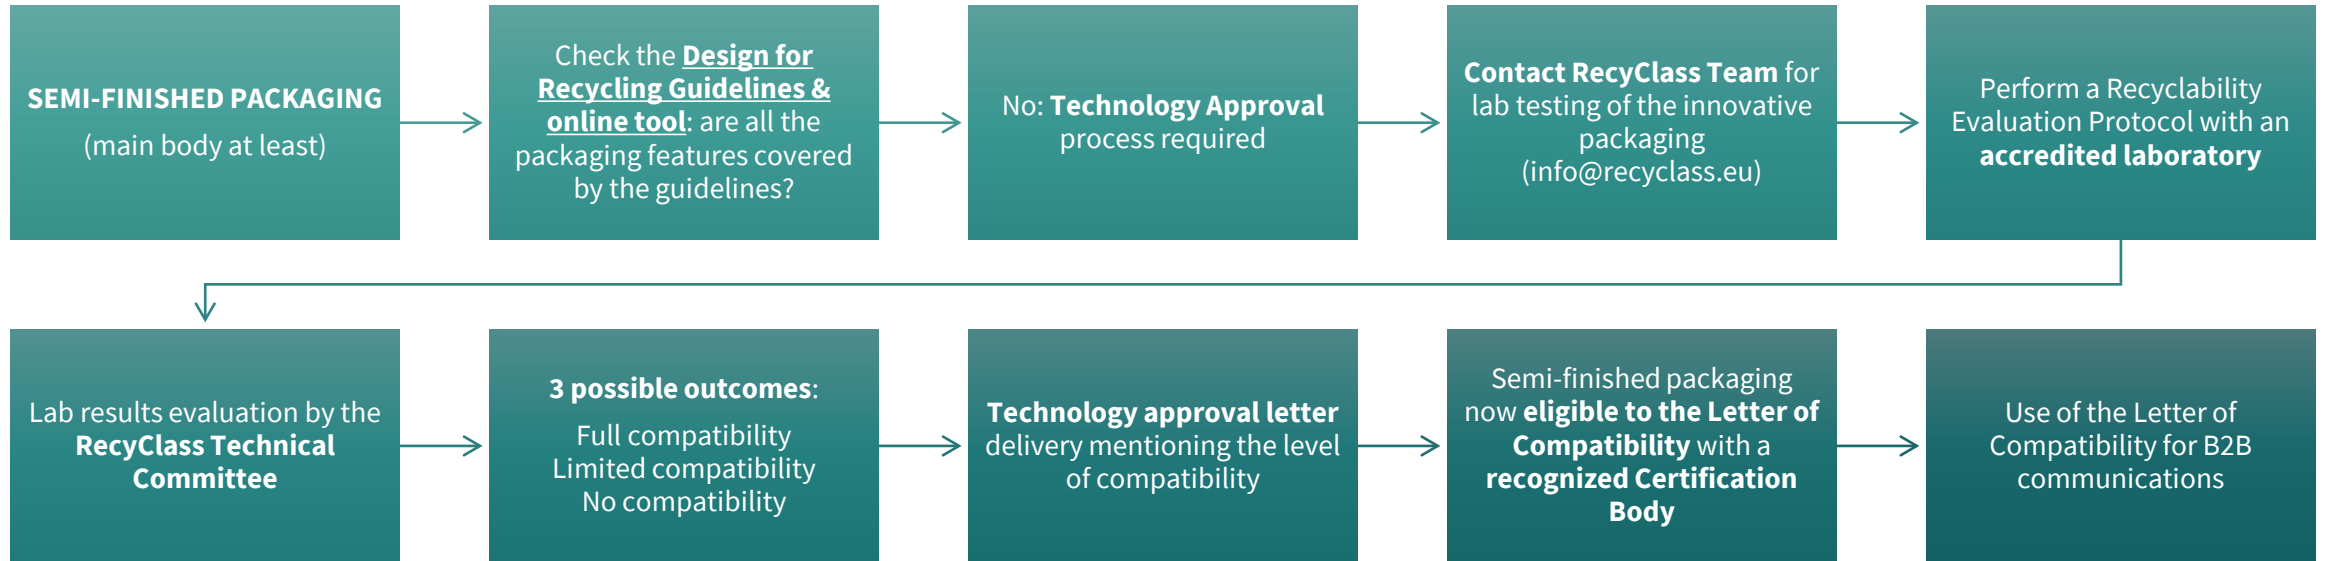 SEMI-FINISHED PACKAGING
(main body at least)
Check the Design for
Recycling Guidelines &
online tool: are all the
packaging features covered
by the guidelines?
No: Technology Approval
process required
Contact RecyClass Team for
lab testing of the innovative
packaging
(info@recyclass.eu)
Perform a Recyclability
Evaluation Protocol with an
accredited laboratory
Lab results evaluation by the
RecyClass Technical
Committee
3 possible outcomes:
Full compatibility
Limited compatibility
No compatibility
Technology approval letter
delivery mentioning the level
of compatibility
Semi-finished packaging
now eligible to the Letter of
Compatibility with a
recognized Certification
Body
Use of the Letter of
Compatibility for B2B
communications